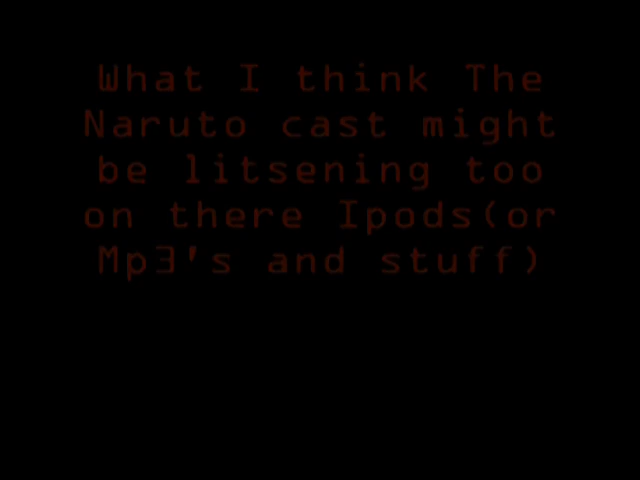 What I think The
Naruto cast might
be litsening too
on there Ipods(or
Mp3's and stuff)